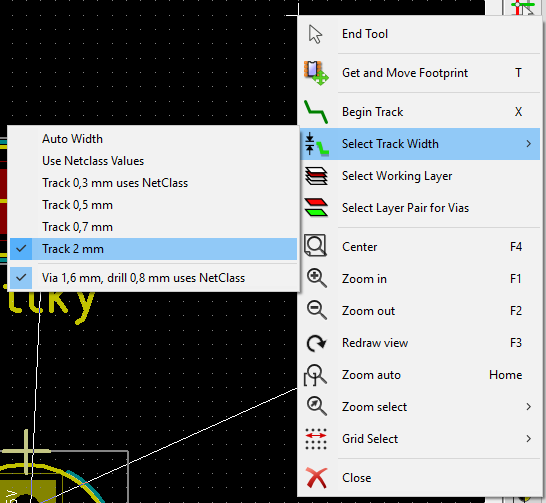 End Tool
Get and Move Footprint T
Begin Track X
Select Track Width
Select Working Layer
Select Layer Pair for Vias
Center F4
Zoom in F1
Zoom out F2
Redraw view F3
Zoom auto Home
Zoom select
Grid Select
Close
Auto Width
Use Netclass Values
Track 0,3 mm uses NetClass
Track 0,5 mm
Track 0,7 mm
Track 2 mm
Via 1,6 mm, drill 0,8 mm uses NetClass